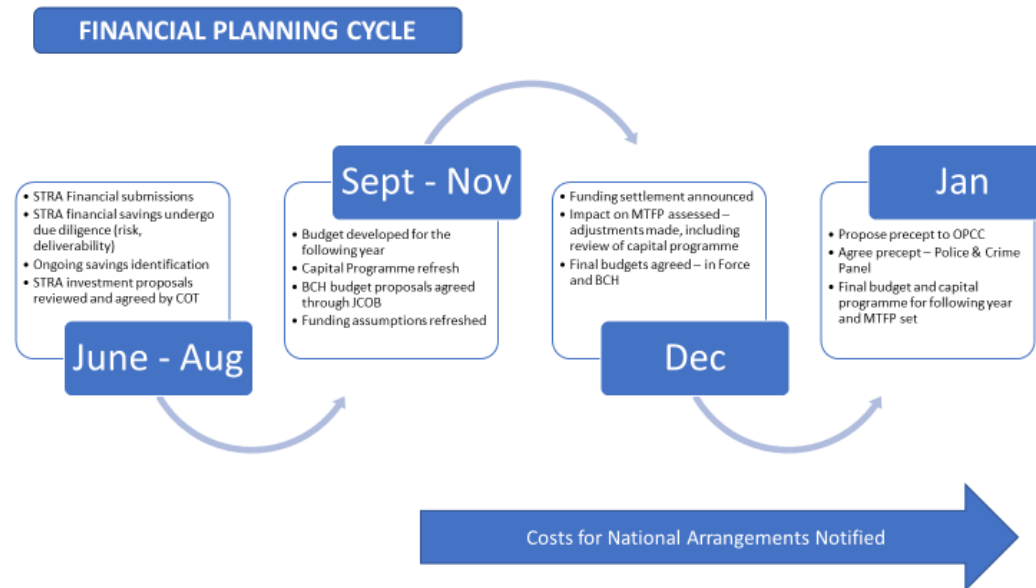 FINANCIAL PLANNING CYCLE
• STRA Financial submissions
• STRA financial savings undergo
due diligence (risk,
deliverability)
• Ongoing savings identification
• STRA investment proposals
reviewed and agreed by COT
June - Aug
Sept - Nov
• Budget developed for the
following year
• Capital Programme refresh
• BCH budget proposals agreed
through JCOB
• Funding assumptions refreshed
• Funding settlement announced
• Impact on MTFP assessed –
adjustments made, including
review of capital programme
• Final budgets agreed – in Force
and BCH
Dec
Jan
• Propose precept to OPCC
• Agree precept – Police & Crime
Panel
• Final budget and capital
programme for following year
and MTFP set
Costs for National Arrangements Notified